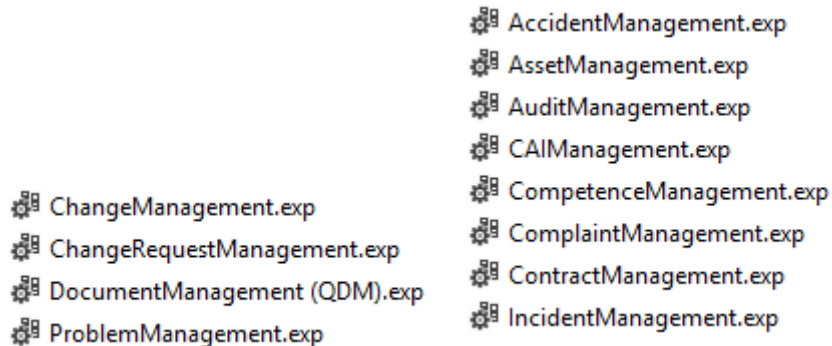 ChangeManagement.exp
ChangeRequestManagement.exp
DocumentManagement (QDM).exp
ProblemManagement.exp
AccidentManagement.exp
AssetManagement.exp
AuditManagement.exp
CAIManagement.exp
CompetenceManagement.exp
ComplaintManagement.exp
ContractManagement.exp
IncidentManagement.exp